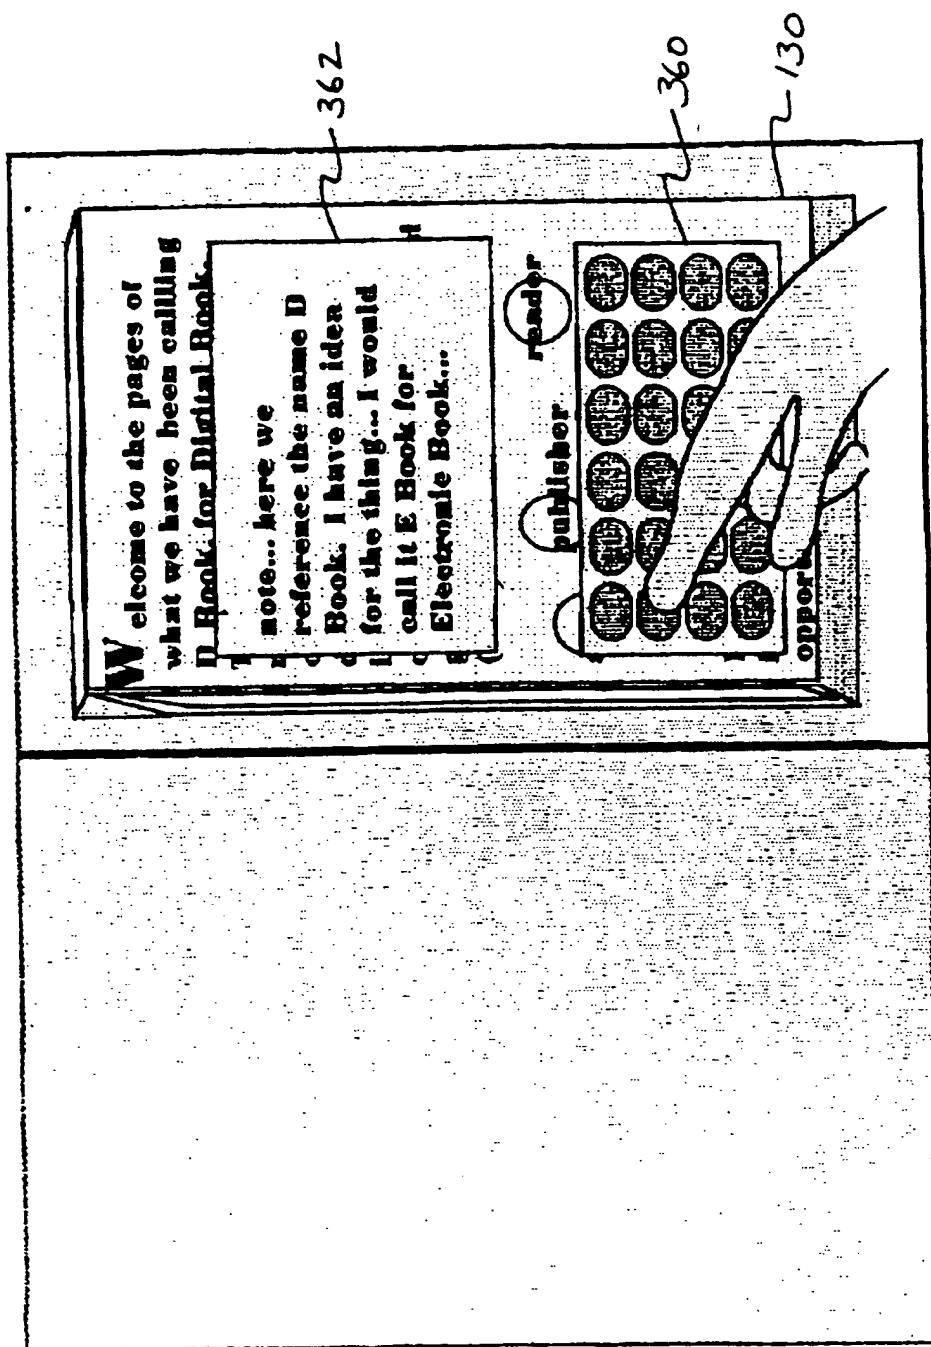 Welcome to the pages of
what we have been callling
D Book, for Digital Book.
note... here we
reference the name D
Book. I have an idea
for the thing... I would
call it E Book for
Electronic Book...
publisher
reader
opport
362
360
130